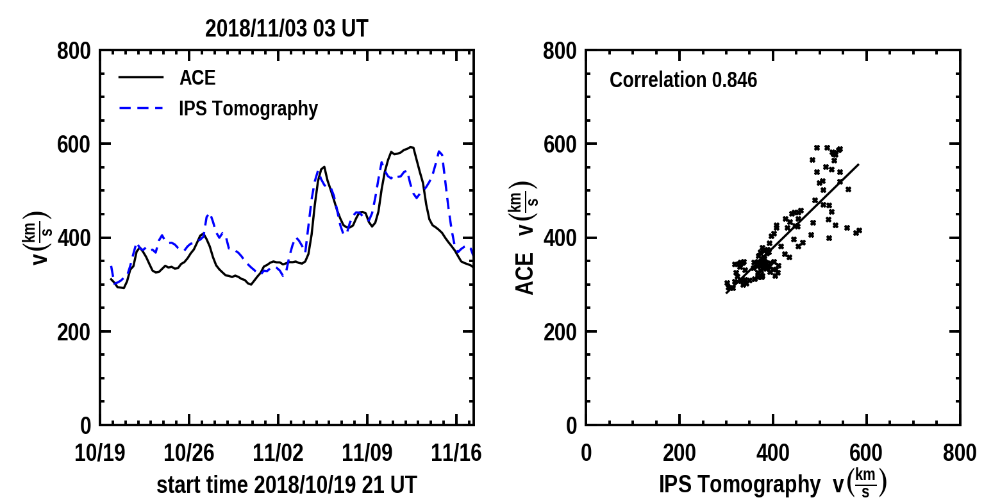 2018/11/03 03 UT
800
600
400
200
0
v(km/s)
ACE
IPS Tomography
10/19 10/26 11/02 11/09 11/16
start time 2018/10/19 21 UT
800
600
400
200
0
ACE v(km/s)
Correlation 0.846
0 200 400 600 800
IPS Tomography v(km/s)